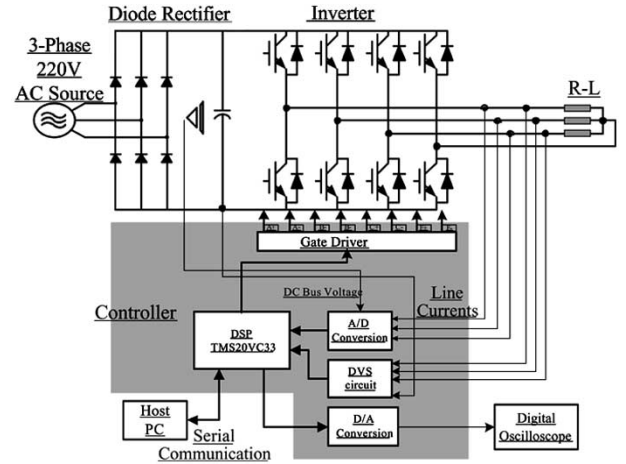 Diode Rectifier
Inverter
3-Phase
220V
AC Source
R-L
Gate Driver
DC Bus Voltage
Line
Currents
Controller
DSP
TMS20VC33
A/D
Conversion
DVS
circuit
Host
PC
Serial
Communication
D/A
Conversion
Digital
Oscilloscope